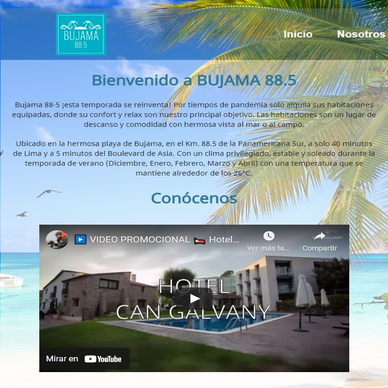 BUJAMA
88·5
Inicio
Nosotros
Bienvenido a BUJAMA 88.5
Bujama 88·5 ¡esta temporada se reinventa! Por tiempos de pandemia solo alquila sus habitaciones
equipadas, donde su confort y relax son nuestro principal objetivo. Las habitaciones son un lugar de
descanso y comodidad con hermosa vista al mar o al campo.
Ubicado en la hermosa playa de Bujama, en el Km. 88.5 de la Panamericana Sur, a solo 40 minutos
de Lima y a 5 minutos del Boulevard de Asia. Con un clima privilegiado, estable y soleado durante la
temporada de verano (Diciembre, Enero, Febrero, Marzo y Abril) con una temperatura que se
mantiene alrededor de los 26°C.
Conócenos
VIDEO PROMOCIONAL Hotel...
Ver más ta...
Compartir
HOTEL
CAN GALVANY
Mirar en YouTube